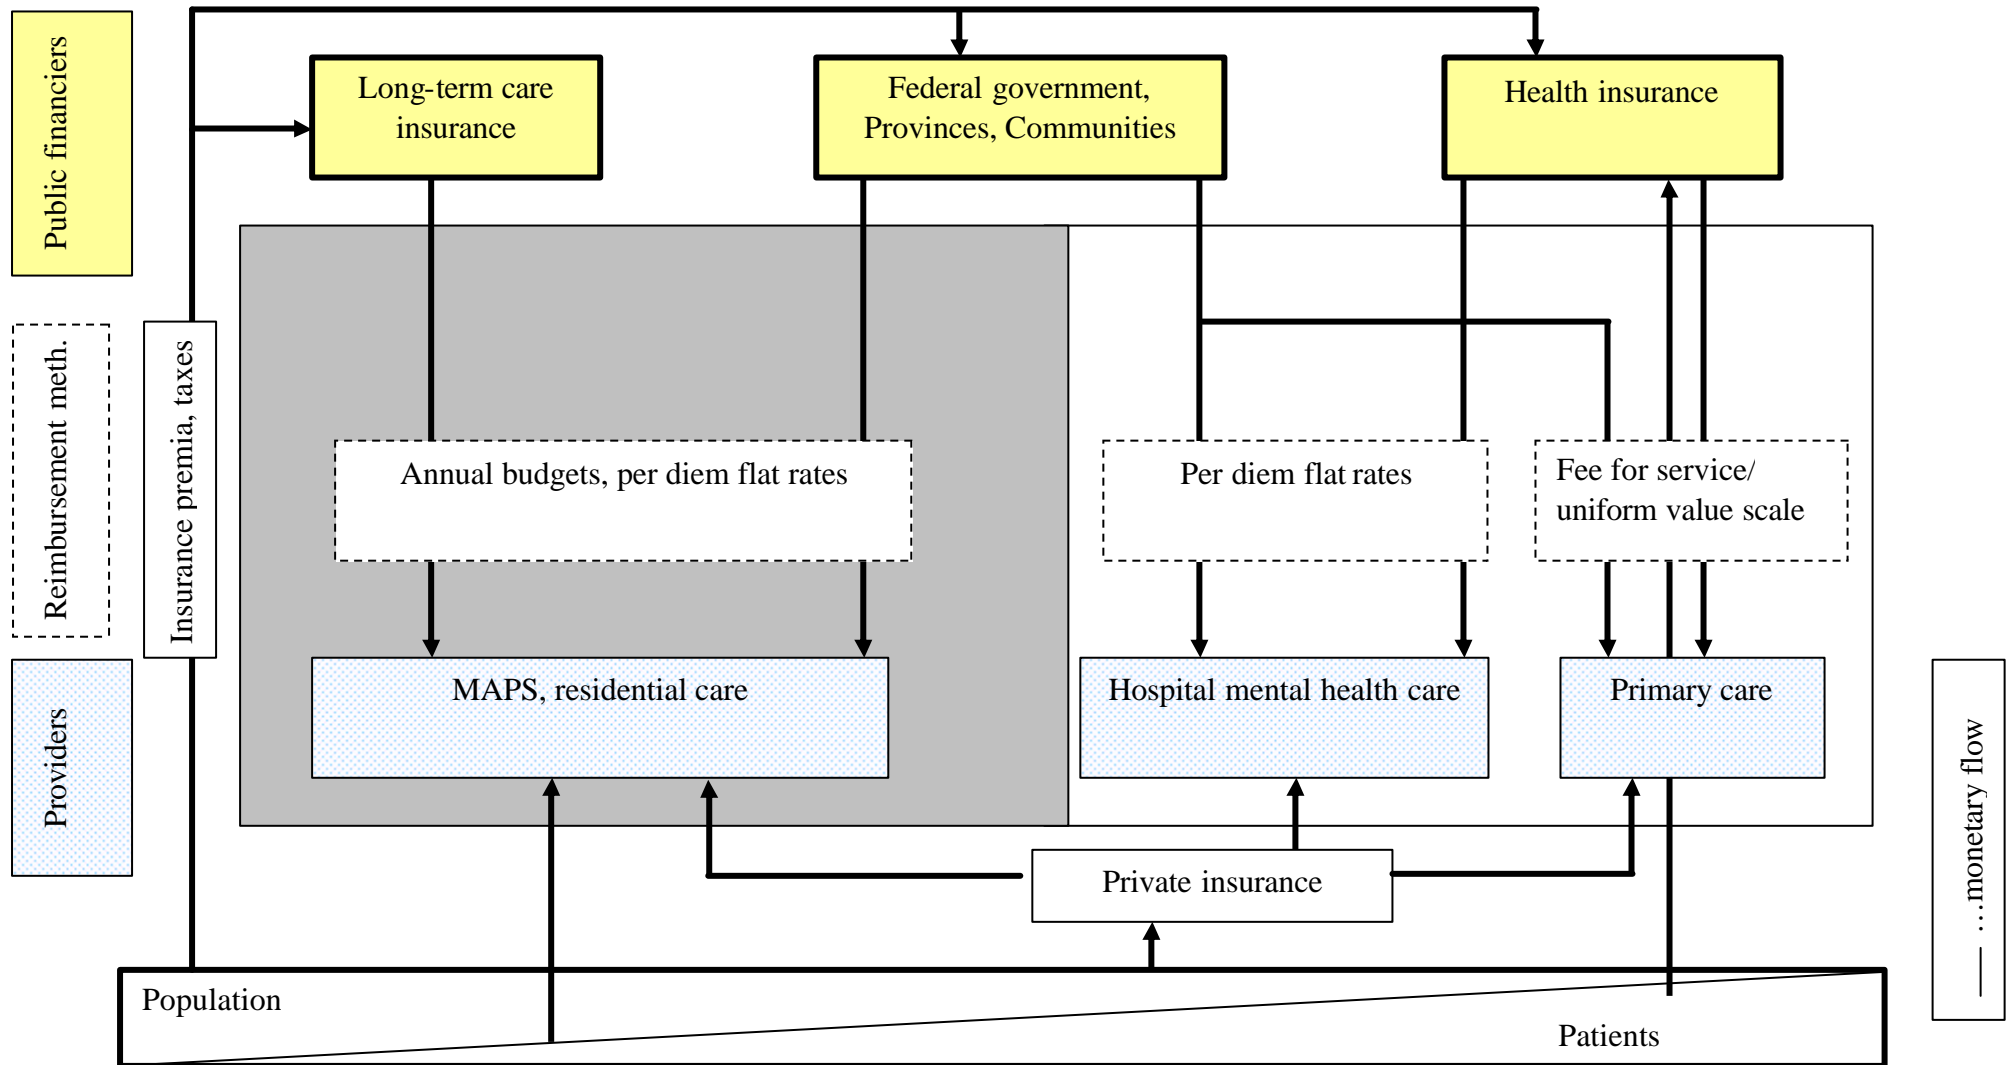 Public financiers
Long-term care
insurance
Federal government,
Provinces, Communities
Health insurance
Reimbursement meth.
Insurance premia, taxes
Annual budgets, per diem flat rates
Per diem flat rates
Fee for service/
uniform value scale
Providers
MAPS, residential care
Hospital mental health care
Primary care
Private insurance
…monetary flow
Population
Patients